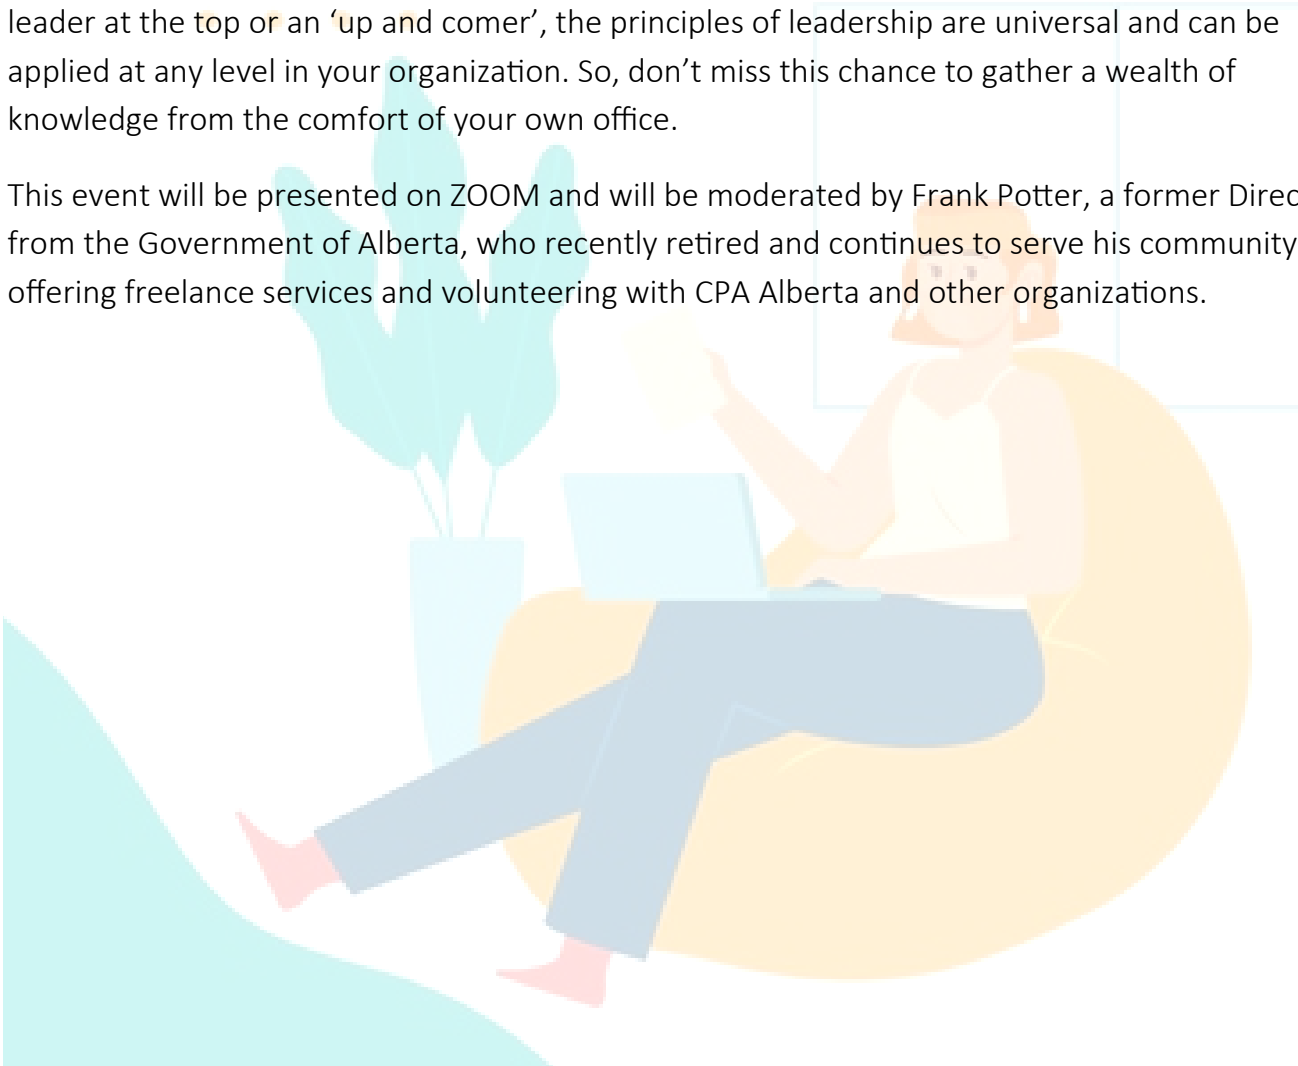 leader at the top or an ‘up and comer’, the principles of leadership are universal and can be
applied at any level in your organization. So, don’t miss this chance to gather a wealth of
knowledge from the comfort of your own office.
This event will be presented on ZOOM and will be moderated by Frank Potter, a former Direc
from the Government of Alberta, who recently retired and continues to serve his community
offering freelance services and volunteering with CPA Alberta and other organizations.